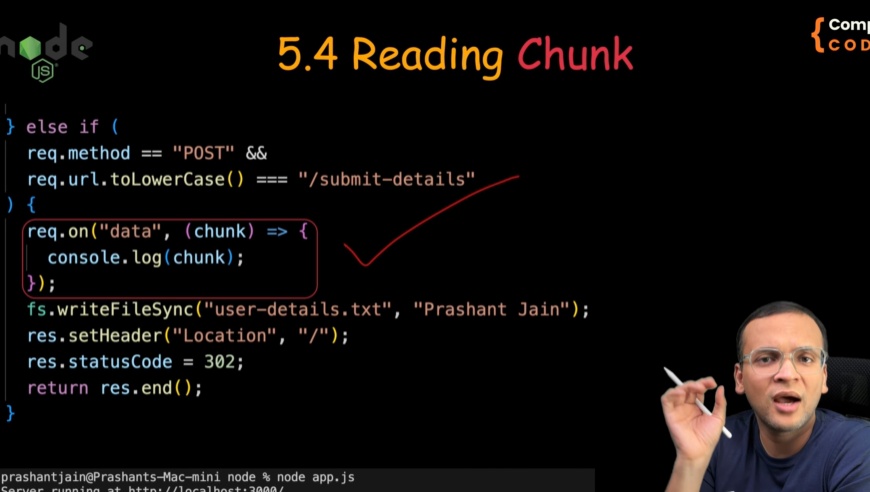 node
JS
5.4 Reading Chunk
{ Comp
COD
} else if (
req.method == "POST" &&
req.url.toLowerCase() === "/submit-details"
) {
req.on("data", (chunk) => {
console.log(chunk);
});
fs.writeFileSync("user-details.txt", "Prashant Jain");
res.setHeader("Location", "/");
res.statusCode = 302;
return res.end();
}
prashantjain@Prashants-Mac-mini node % node app.js
Server running at http://localhost:3000/